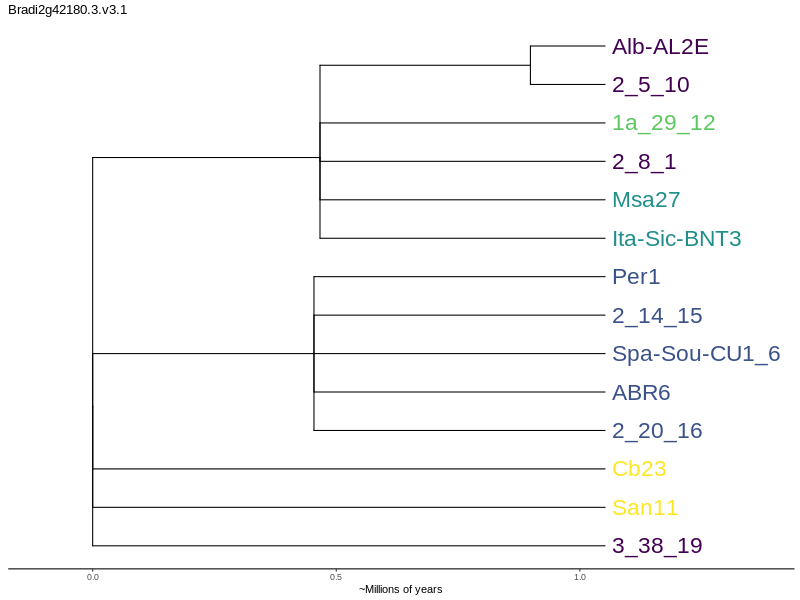 Bradi2g42180.3.v3.1
Alb-AL2E
2_5_10
1a_29_12
2_8_1
Msa27
Ita-Sic-BNT3
Per1
2_14_15
Spa-Sou-CU1_6
ABR6
2_20_16
Cb23
San11
3_38_19
0.0 0.5 1.0
~Millions of years